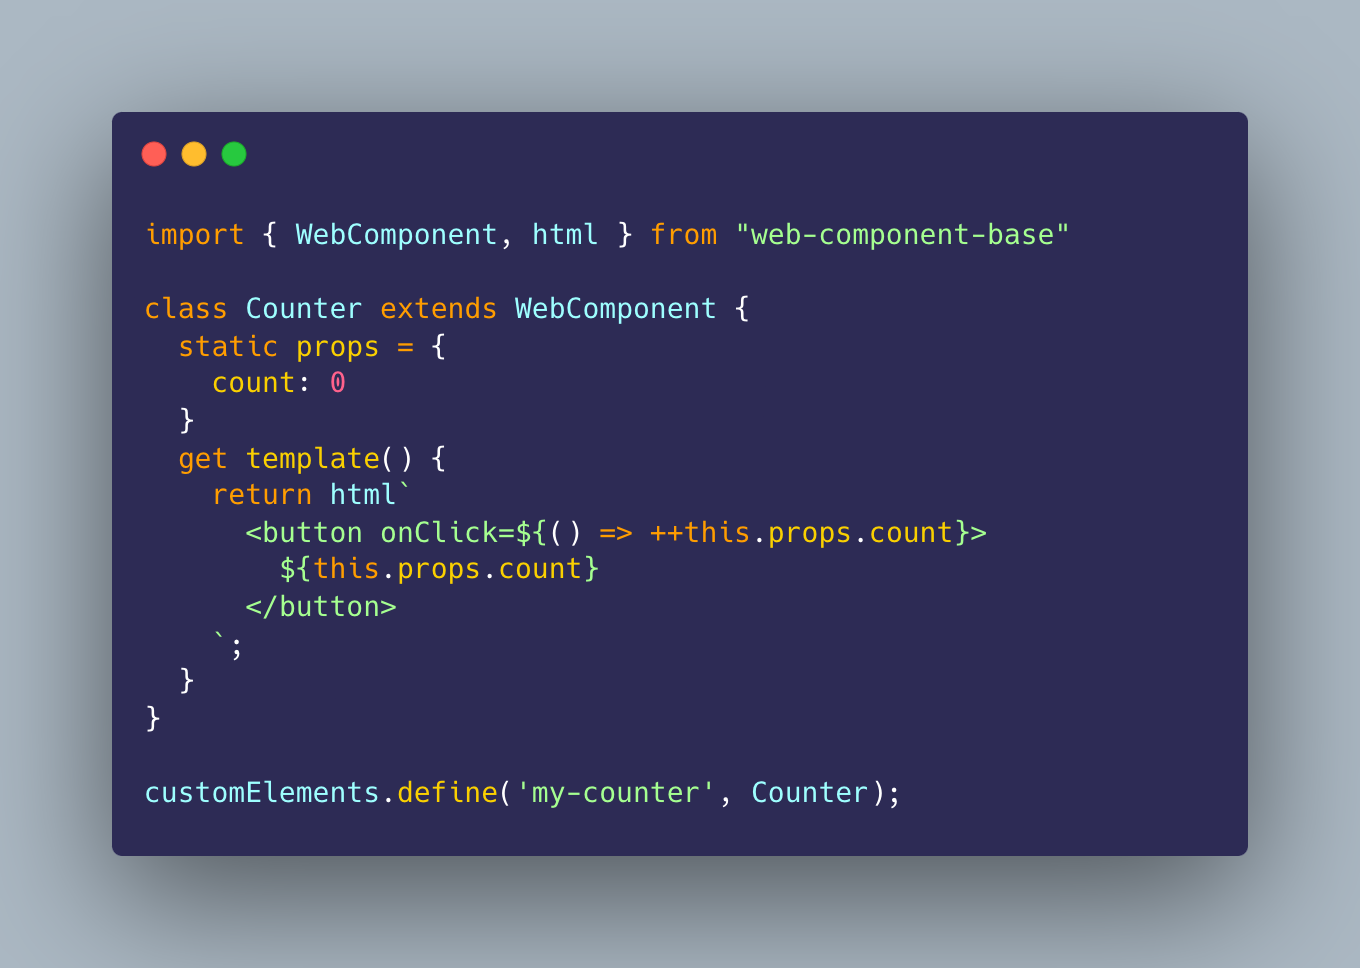 import { WebComponent, html } from "web-component-base"

class Counter extends WebComponent {
  static props = {
    count: 0
  }
  get template() {
    return html`
      <button onClick=${() => ++this.props.count}>
        ${this.props.count}
      </button>
    `;
  }
}

customElements.define('my-counter', Counter);